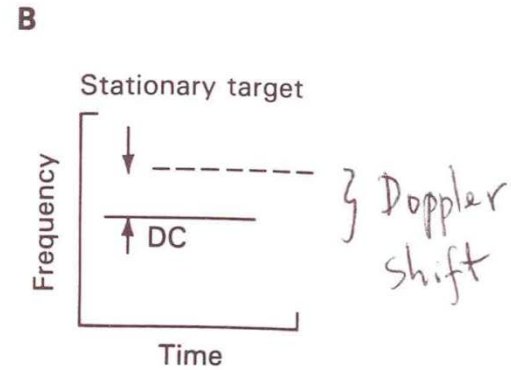 B
Stationary target
Frequency
DC
Time
Doppler
shift